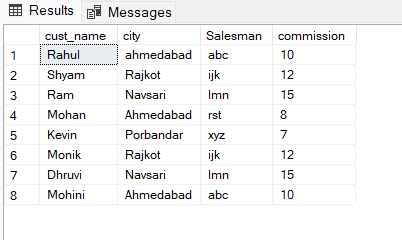 Results Messages
cust_name city Salesman commission
1 Rahul ahmedabad abc 10
2 Shyam Rajkot ijk 12
3 Ram Navsari lmn 15
4 Mohan Ahmedabad rst 8
5 Kevin Porbandar xyz 7
6 Monik Rajkot ijk 12
7 Dhruvi Navsari lmn 15
8 Mohini Ahmedabad abc 10